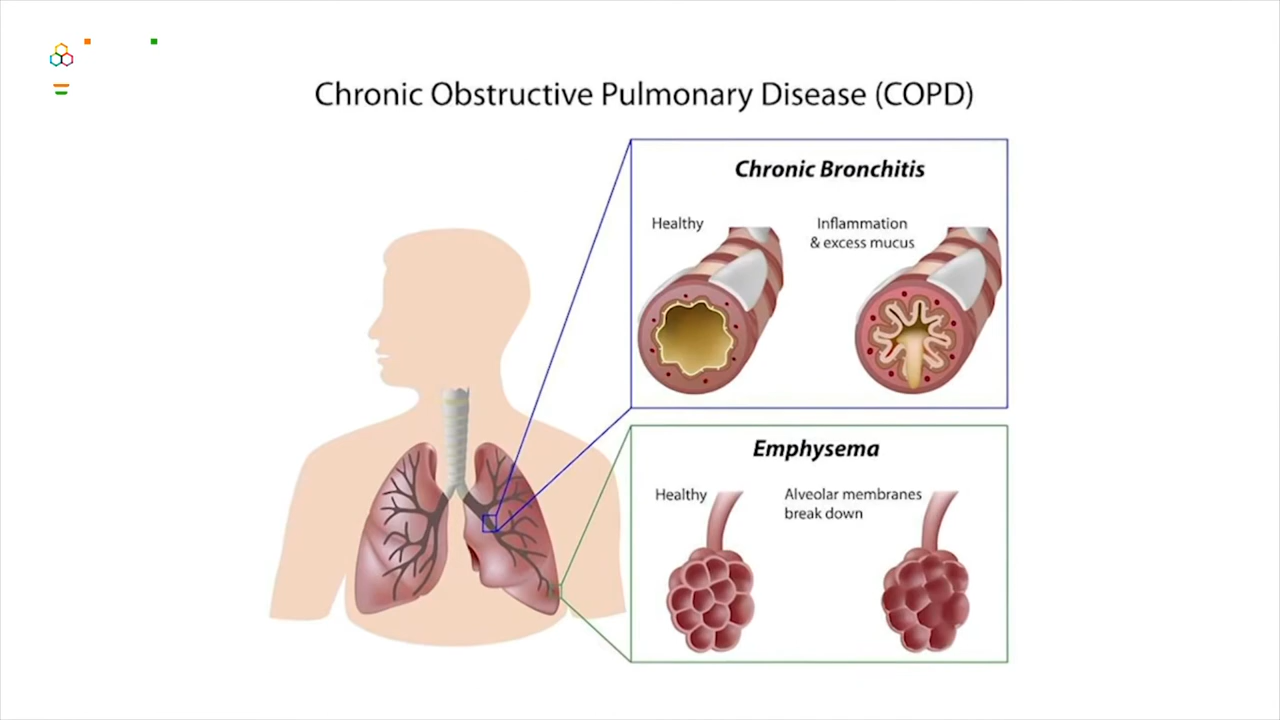 Chronic Obstructive Pulmonary Disease (COPD)
Chronic Bronchitis
Healthy
Inflammation
& excess mucus
Emphysema
Healthy
Alveolar membranes
break down